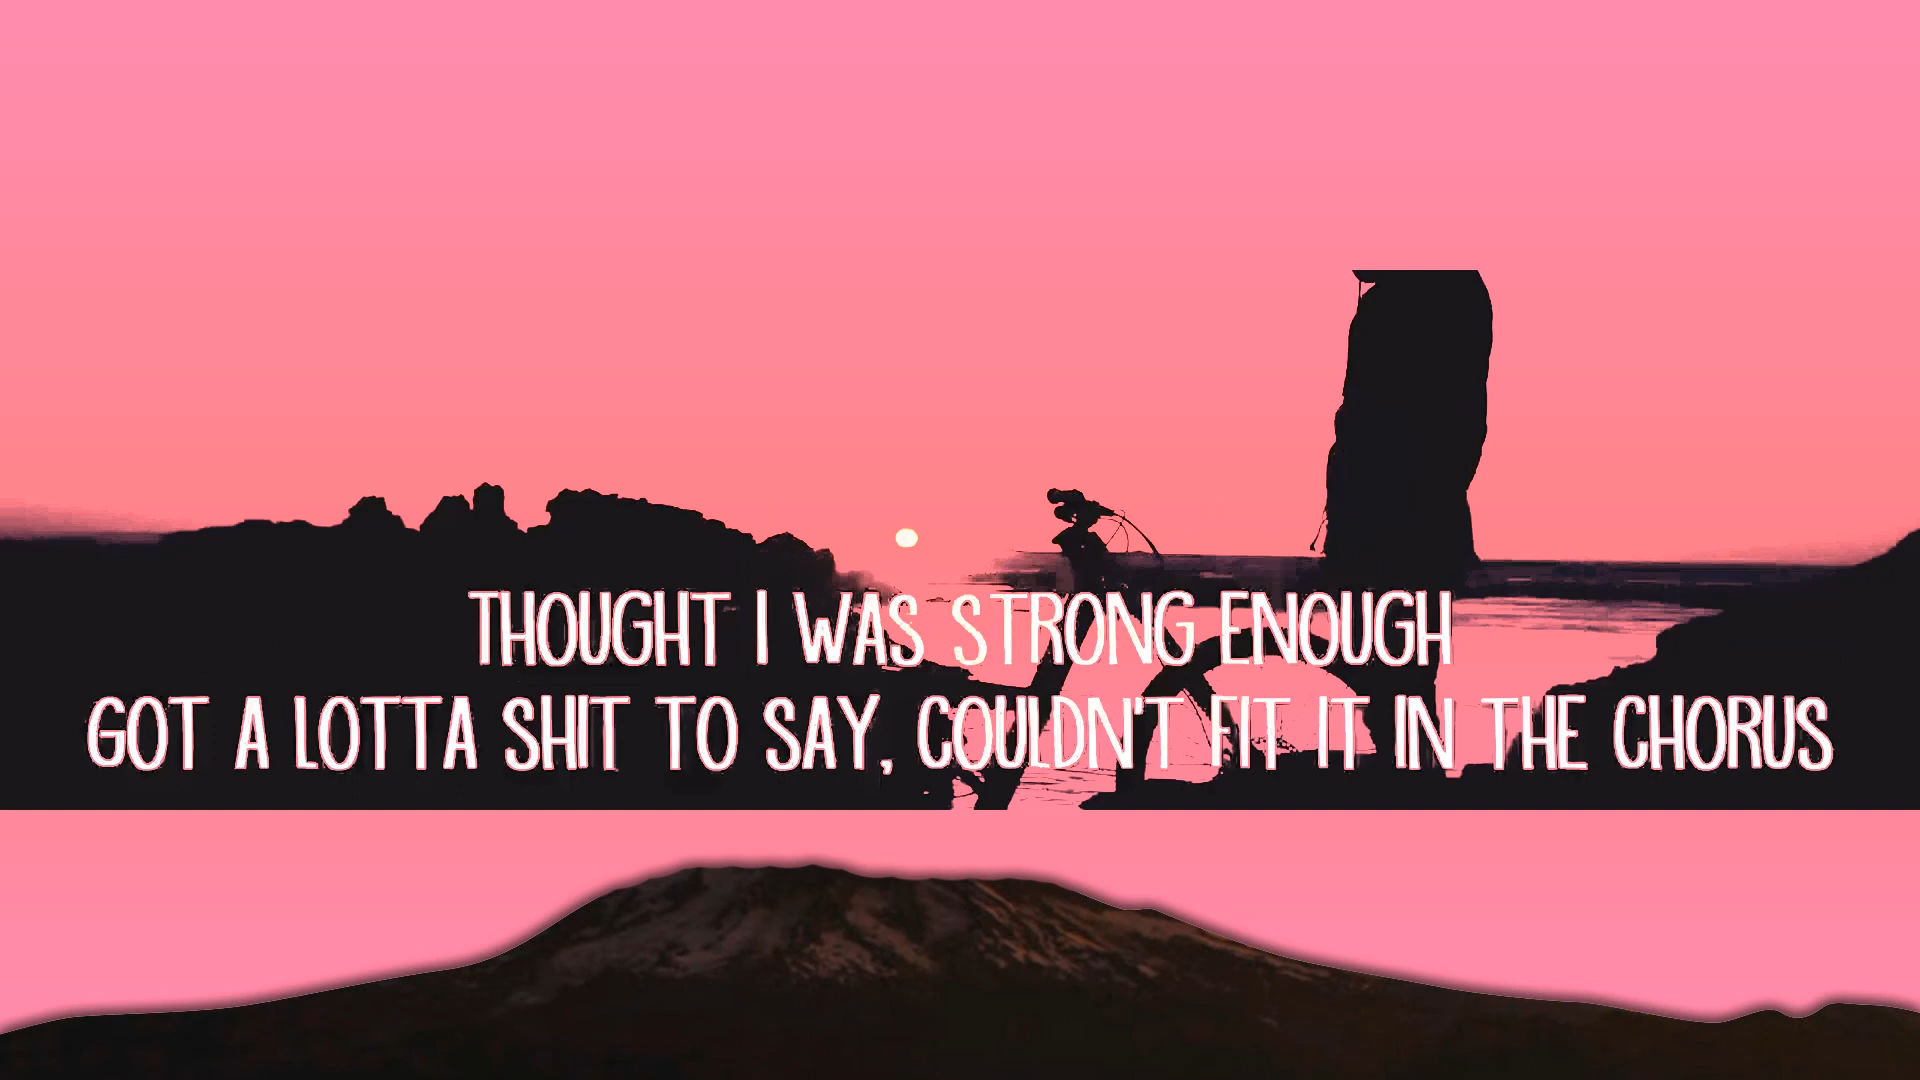 THOUGHT I WAS STRONG ENOUGH
GOT A LOTTA SHIT TO SAY, COULDN'T FIT IT IN THE CHORUS